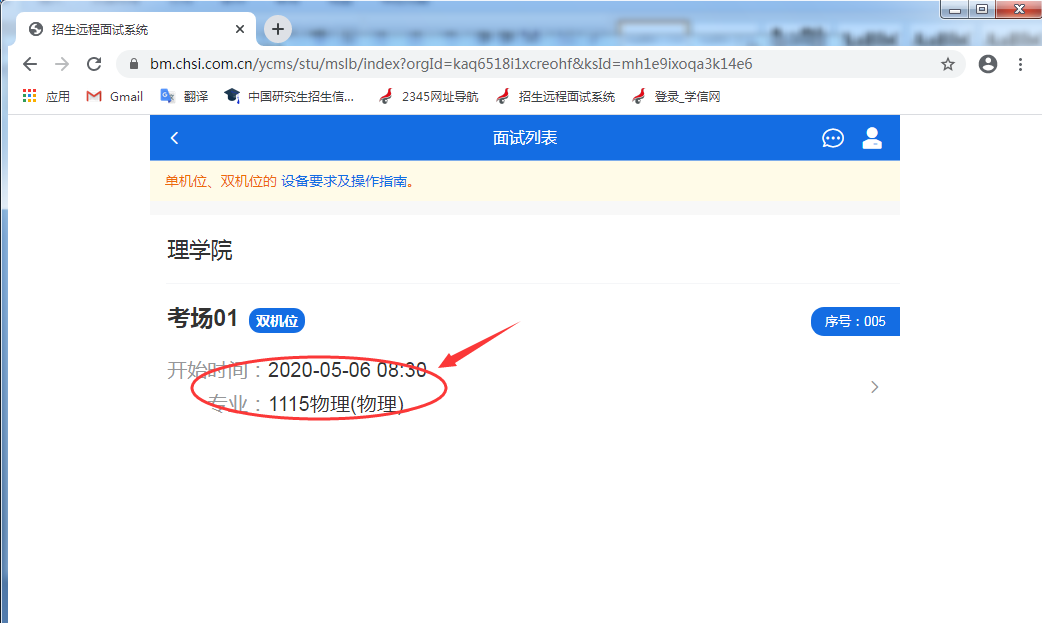 招生远程面试系统
bm.chsi.com.cn/ycms/stu/mslb/index?orgId=kaq6518i1xcreohf&ksId=mh1e9ixoqa3k14e6
应用 Gmail 翻译 中国研究生招生信... 2345网址导航 招生远程面试系统 登录_学信网
面试列表
单机位、双机位的 设备要求及操作指南。
理学院
考场01 双机位 序号：005
开始时间：2020-05-06 08:30
专业：1115物理(物理)